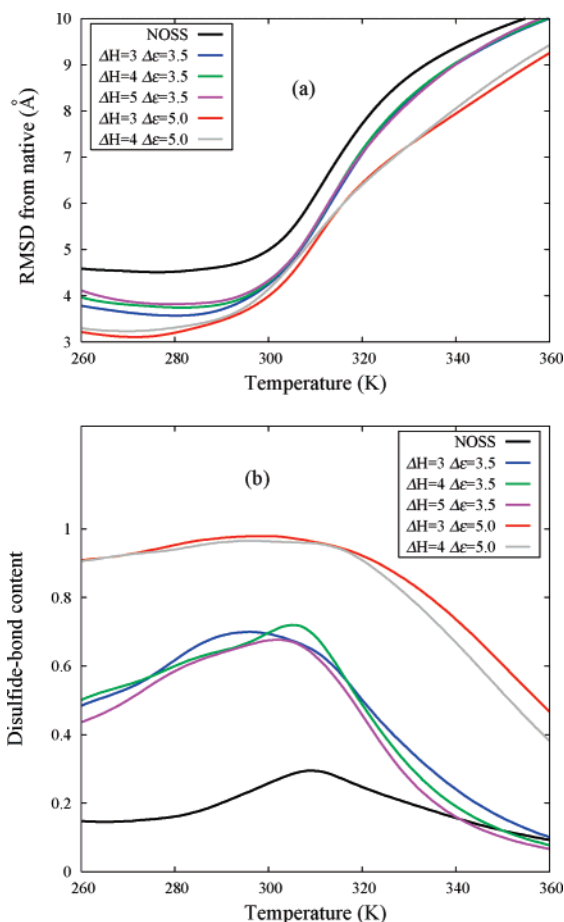 10
9
8
7
6
5
4
3
RMSD from native (Å)
NOSS
ΔH=3 Δε=3.5
ΔH=4 Δε=3.5
ΔH=5 Δε=3.5
ΔH=3 Δε=5.0
ΔH=4 Δε=5.0
(a)
260 280 300 320 340 360
Temperature (K)
(b)
NOSS
ΔH=3 Δε=3.5
ΔH=4 Δε=3.5
ΔH=5 Δε=3.5
ΔH=3 Δε=5.0
ΔH=4 Δε=5.0
1
0.8
0.6
0.4
0.2
0
Disulfide-bond content
260 280 300 320 340 360
Temperature (K)